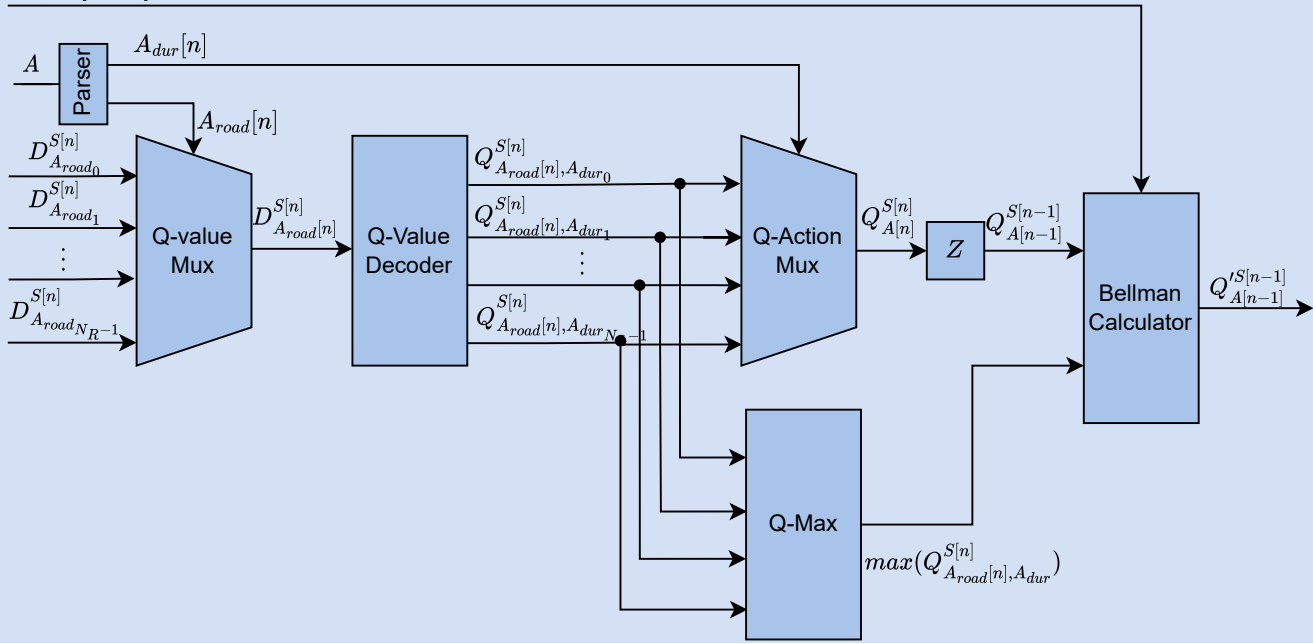 A_{dur}[n]
A
Parser
A_{road}[n]
D^{S[n]}_{A_{road_0}}
D^{S[n]}_{A_{road_1}}
⋮
D^{S[n]}_{A_{road_{N_R-1}}}
Q-value
Mux
D^{S[n]}_{A_{road}[n]}
Q-Value
Decoder
Q^{S[n]}_{A_{road}[n],A_{dur_0}}
Q^{S[n]}_{A_{road}[n],A_{dur_1}}
⋮
Q^{S[n]}_{A_{road}[n],A_{dur_{N -1}}}
Q-Action
Mux
Q^{S[n]}_{A[n]}
Z
Q^{S[n-1]}_{A[n-1]}
Bellman
Calculator
Q'^{S[n-1]}_{A[n-1]}
Q-Max
max(Q^{S[n]}_{A_{road}[n],A_{dur}})